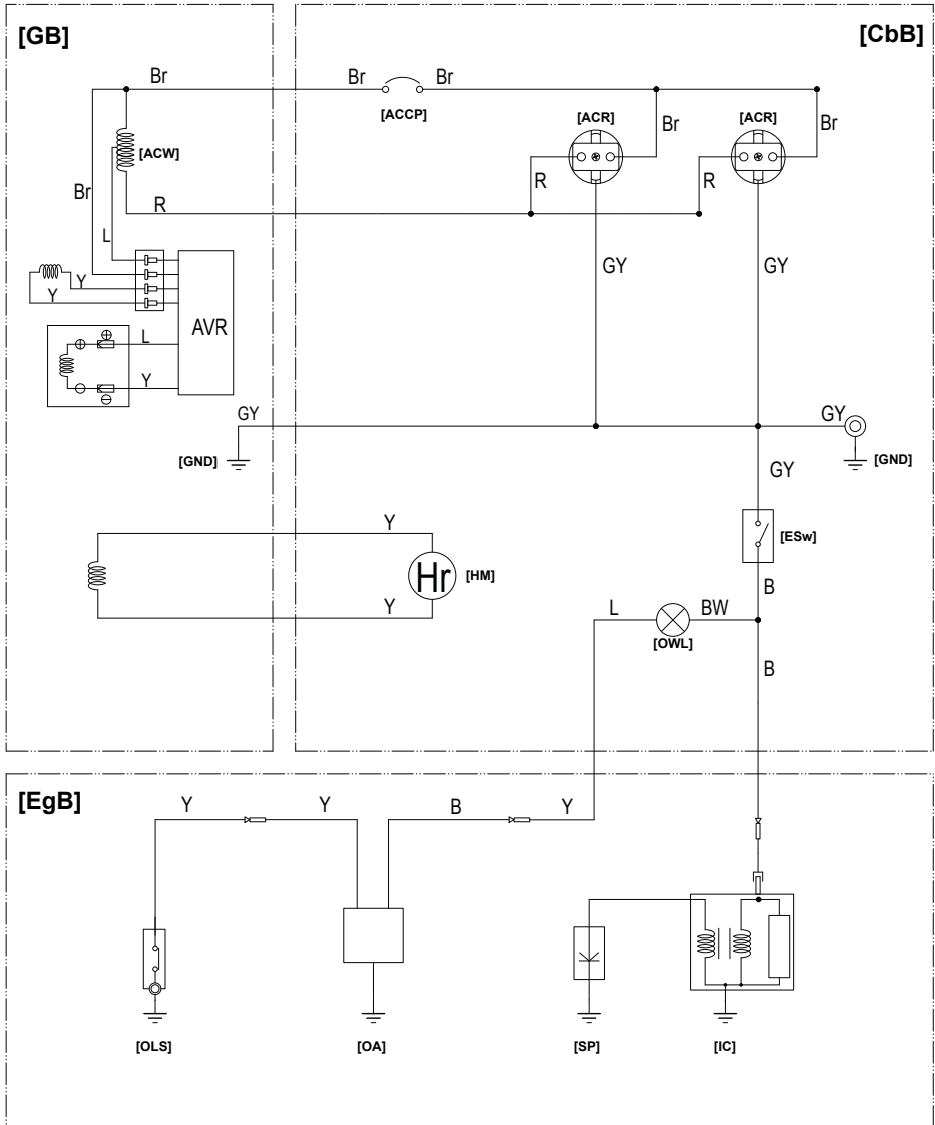 [GB]
[CbB]
Br
Br
Br
[ACCP]
[ACR]
[ACR]
Br
Br
[ACW]
Br
R
R
R
L
Y
Y
GY
GY
AVR
L
Y
GY
GY
[GND]
[GND]
GY
[ESw]
Y
Hr
[HM]
Y
B
L
BW
[OWL]
B
[EgB]
Y
Y
B
Y
[OLS]
[OA]
[SP]
[IC]